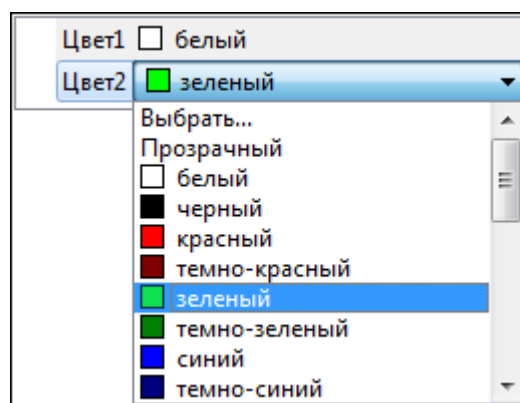 Цвет1 белый
Цвет2 зеленый
Выбрать...
Прозрачный
белый
черный
красный
темно-красный
зеленый
темно-зеленый
синий
темно-синий